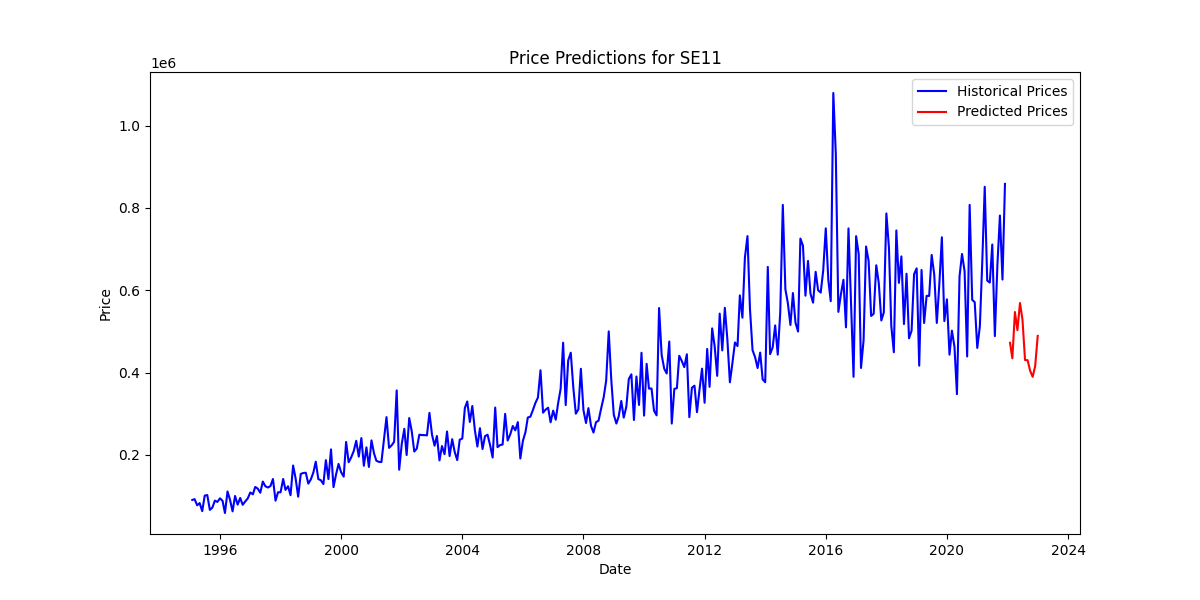 Price Predictions for SE11
1e6
Historical Prices
Predicted Prices
1.0
0.8
0.6
0.4
0.2
Price
1996 2000 2004 2008 2012 2016 2020 2024
Date